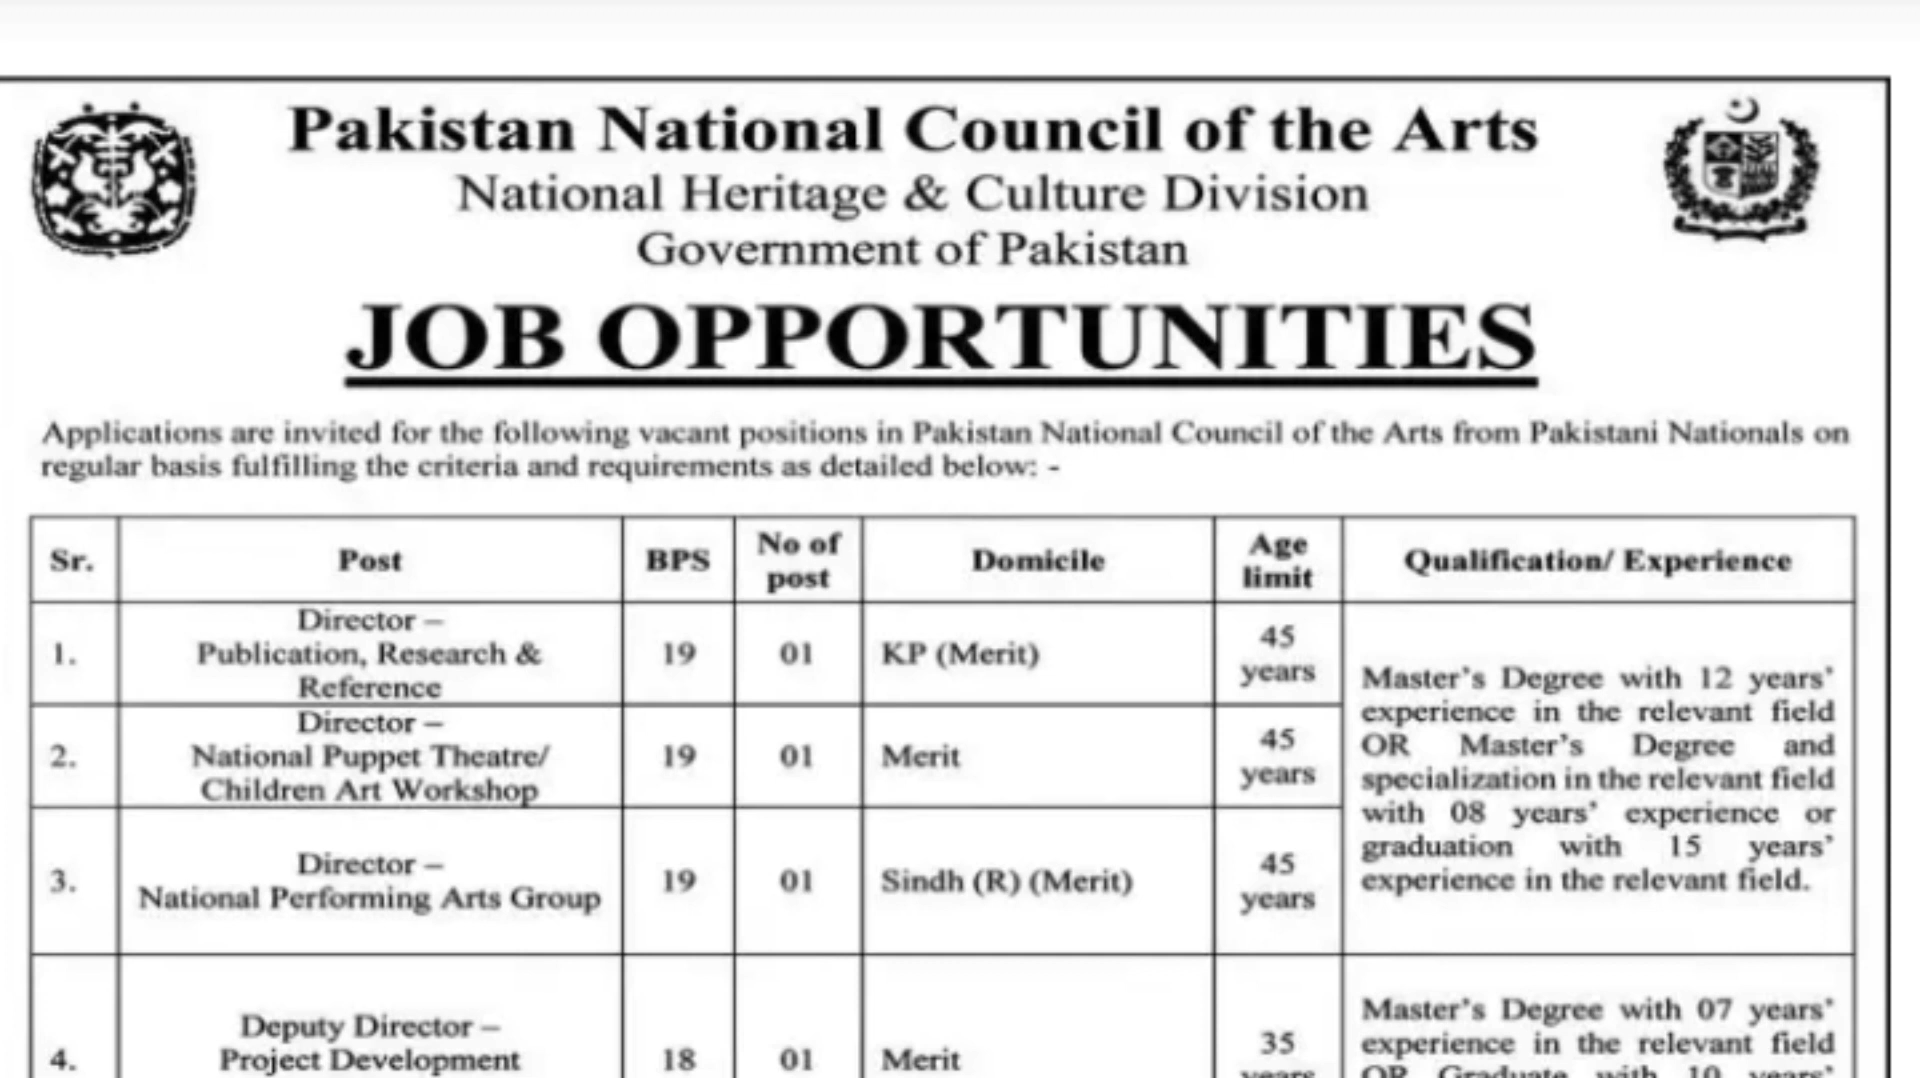 Pakistan National Council of the Arts
National Heritage & Culture Division
Government of Pakistan
JOB OPPORTUNITIES
Applications are invited for the following vacant positions in Pakistan National Council of the Arts from Pakistani Nationals on
regular basis fulfilling the criteria and requirements as detailed below: -
Sr.
Post
BPS
No of
post
Domicile
Age
limit
Qualification/ Experience
1.
Director –
Publication, Research &
Reference
19
01
KP (Merit)
45
years
2.
Director –
National Puppet Theatre/
Children Art Workshop
19
01
Merit
45
years
3.
Director –
National Performing Arts Group
19
01
Sindh (R) (Merit)
45
years
Master's Degree with 12 years'
experience in the relevant field
OR Master's Degree and
specialization in the relevant field
with 08 years' experience or
graduation with 15 years'
experience in the relevant field.
4.
Deputy Director –
Project Development
18
01
Merit
35
years
Master's Degree with 07 years'
experience in the relevant field
OR Graduate with 10 years'